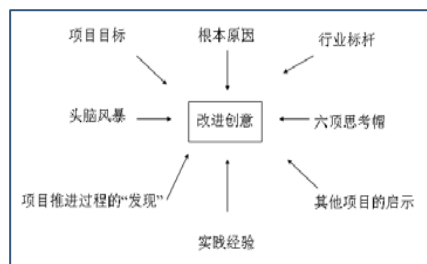 项目目标
根本原因
行业标杆
头脑风暴
改进创意
六顶思考帽
项目推进过程的“发现”
其他项目的启示
实践经验